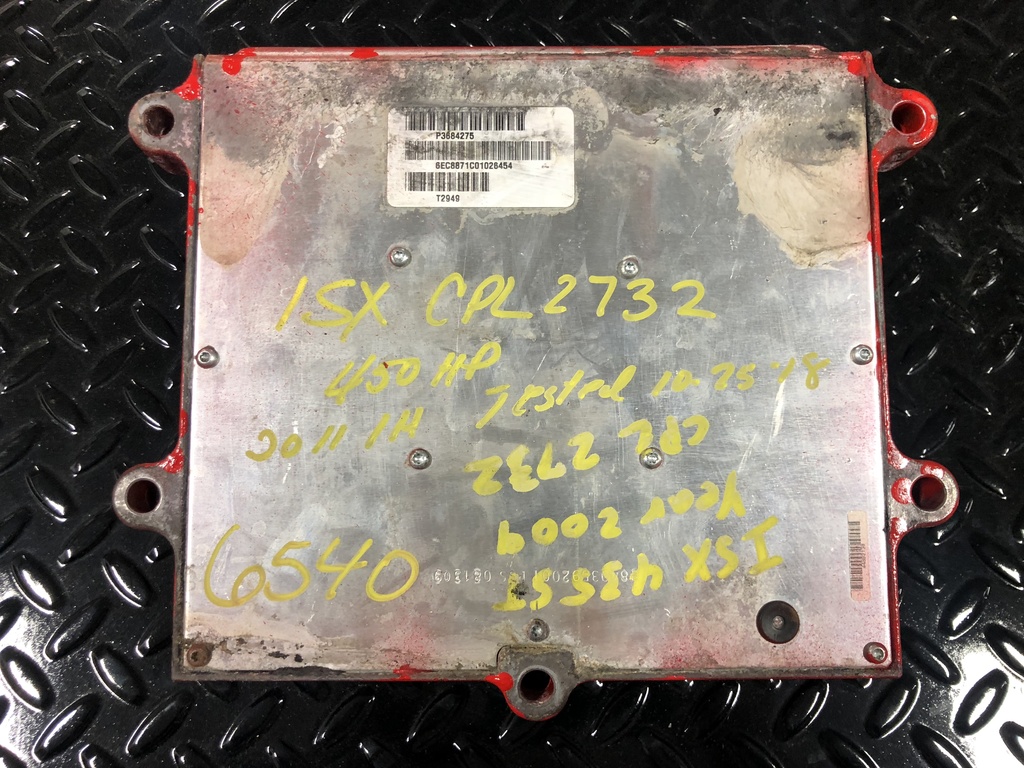 P3684275
6EC8871C01028454
T2949
ISX CPL 2732
450 HP
Tested 10-25-18
2011 IH
CPL 2732
Year 2009
ISX 435ST
6540